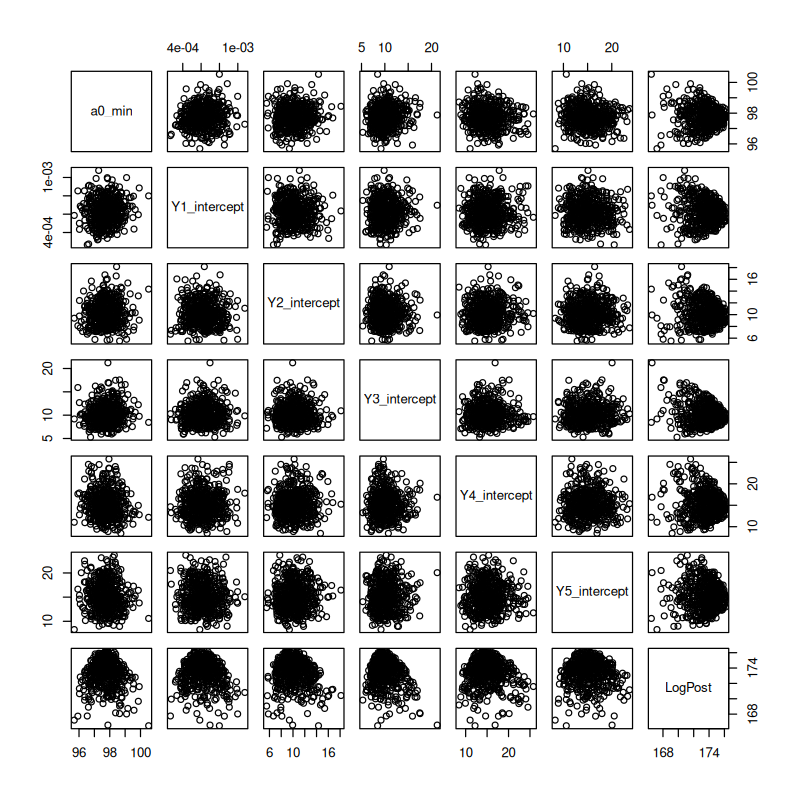 4e-04 1e-03 5 10 20 10 20
a0_min 96 98 100
4e-04 1e-03 Y1_intercept
Y2_intercept 6 10 16
5 10 20 Y3_intercept
Y4_intercept 10 20
10 20 Y5_intercept
LogPost 168 174
96 98 100 6 10 16 10 20 168 174